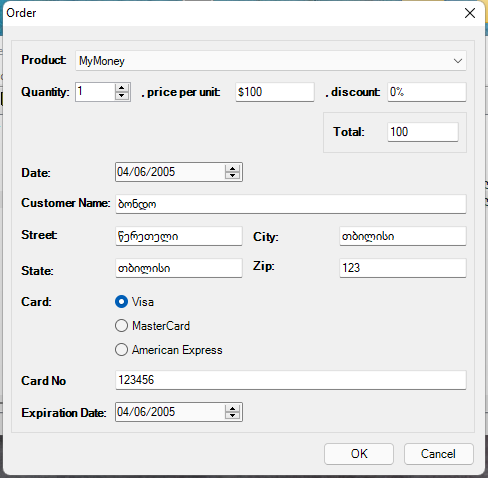 Order
Product: MyMoney
Quantity: 1 , price per unit: $100 , discount: 0%
Total: 100
Date: 04/06/2005
Customer Name: ბონდო
Street: წერეთელი City: თბილისი
State: თბილისი Zip: 123
Card: Visa
MasterCard
American Express
Card No 123456
Expiration Date: 04/06/2005
OK Cancel